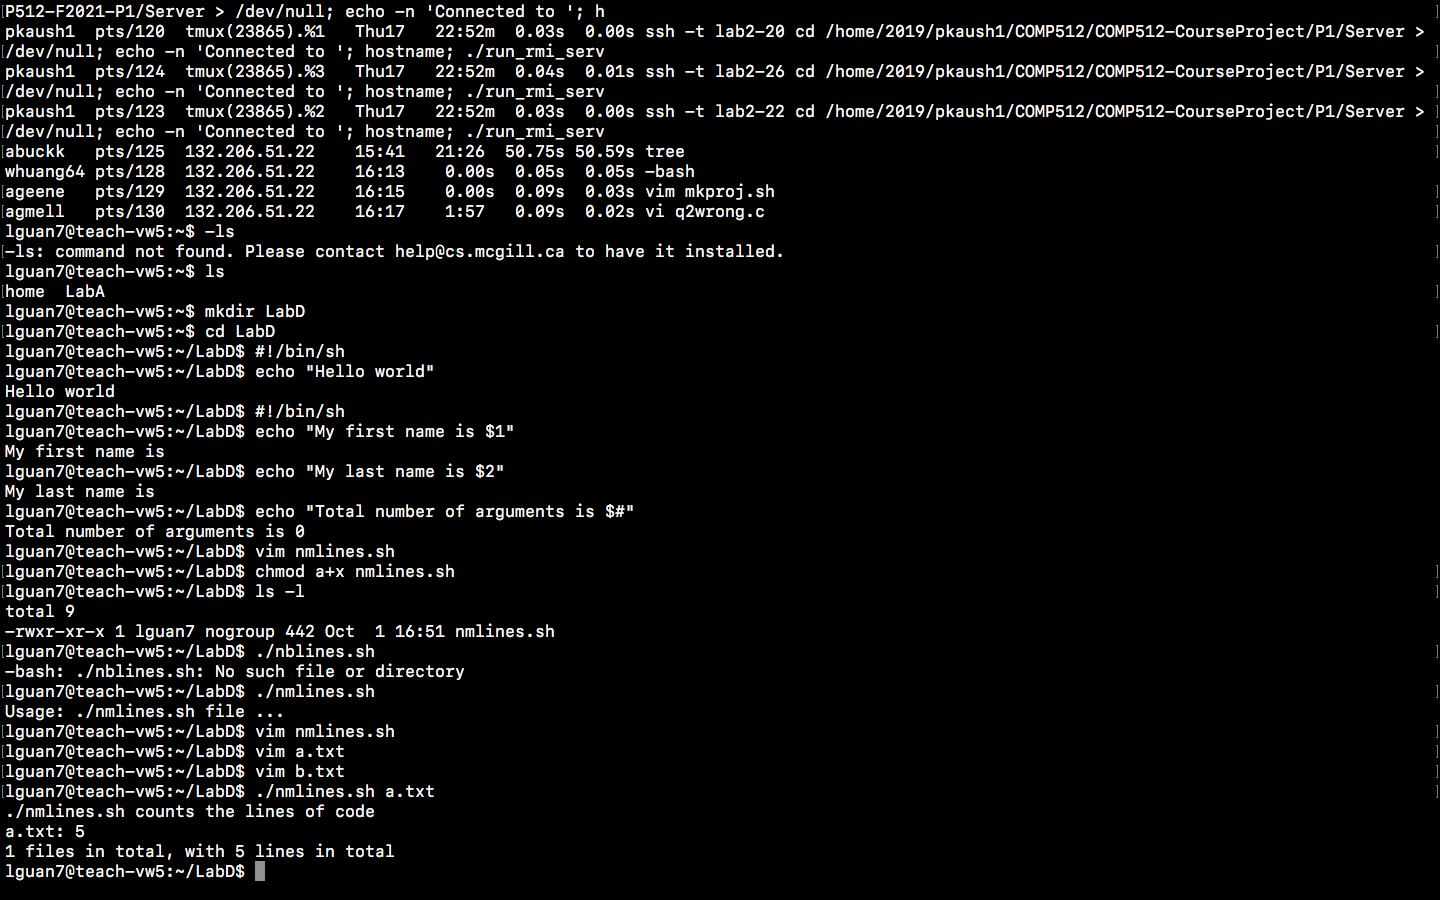 P512-F2021-P1/Server > /dev/null; echo -n 'Connected to '; h
pkaush1  pts/120  tmux(23865).%1   Thu17   22:52m  0.03s  0.00s ssh -t lab2-20 cd /home/2019/pkaush1/COMP512/COMP512-CourseProject/P1/Server >
/dev/null; echo -n 'Connected to '; hostname; ./run_rmi_serv
pkaush1  pts/124  tmux(23865).%3   Thu17   22:52m  0.04s  0.01s ssh -t lab2-26 cd /home/2019/pkaush1/COMP512/COMP512-CourseProject/P1/Server >
/dev/null; echo -n 'Connected to '; hostname; ./run_rmi_serv
pkaush1  pts/123  tmux(23865).%2   Thu17   22:52m  0.03s  0.00s ssh -t lab2-22 cd /home/2019/pkaush1/COMP512/COMP512-CourseProject/P1/Server >
/dev/null; echo -n 'Connected to '; hostname; ./run_rmi_serv
abuckk   pts/125  132.206.51.22    15:41   21:26  50.75s 50.59s tree
whuang64 pts/128  132.206.51.22    16:13    0.00s  0.05s  0.05s -bash
ageene   pts/129  132.206.51.22    16:15    0.00s  0.09s  0.03s vim mkproj.sh
agmell   pts/130  132.206.51.22    16:17    1:57   0.09s  0.02s vi q2wrong.c
lguan7@teach-vw5:~$ -ls
-ls: command not found. Please contact help@cs.mcgill.ca to have it installed.
lguan7@teach-vw5:~$ ls
home  LabA
lguan7@teach-vw5:~$ mkdir LabD
lguan7@teach-vw5:~$ cd LabD
lguan7@teach-vw5:~/LabD$ #!/bin/sh
lguan7@teach-vw5:~/LabD$ echo "Hello world"
Hello world
lguan7@teach-vw5:~/LabD$ #!/bin/sh
lguan7@teach-vw5:~/LabD$ echo "My first name is $1"
My first name is
lguan7@teach-vw5:~/LabD$ echo "My last name is $2"
My last name is
lguan7@teach-vw5:~/LabD$ echo "Total number of arguments is $#"
Total number of arguments is 0
lguan7@teach-vw5:~/LabD$ vim nmlines.sh
lguan7@teach-vw5:~/LabD$ chmod a+x nmlines.sh
lguan7@teach-vw5:~/LabD$ ls -l
total 9
-rwxr-xr-x 1 lguan7 nogroup 442 Oct  1 16:51 nmlines.sh
lguan7@teach-vw5:~/LabD$ ./nblines.sh
-bash: ./nblines.sh: No such file or directory
lguan7@teach-vw5:~/LabD$ ./nmlines.sh
Usage: ./nmlines.sh file ...
lguan7@teach-vw5:~/LabD$ vim nmlines.sh
lguan7@teach-vw5:~/LabD$ vim a.txt
lguan7@teach-vw5:~/LabD$ vim b.txt
lguan7@teach-vw5:~/LabD$ ./nmlines.sh a.txt
./nmlines.sh counts the lines of code
a.txt: 5
1 files in total, with 5 lines in total
lguan7@teach-vw5:~/LabD$